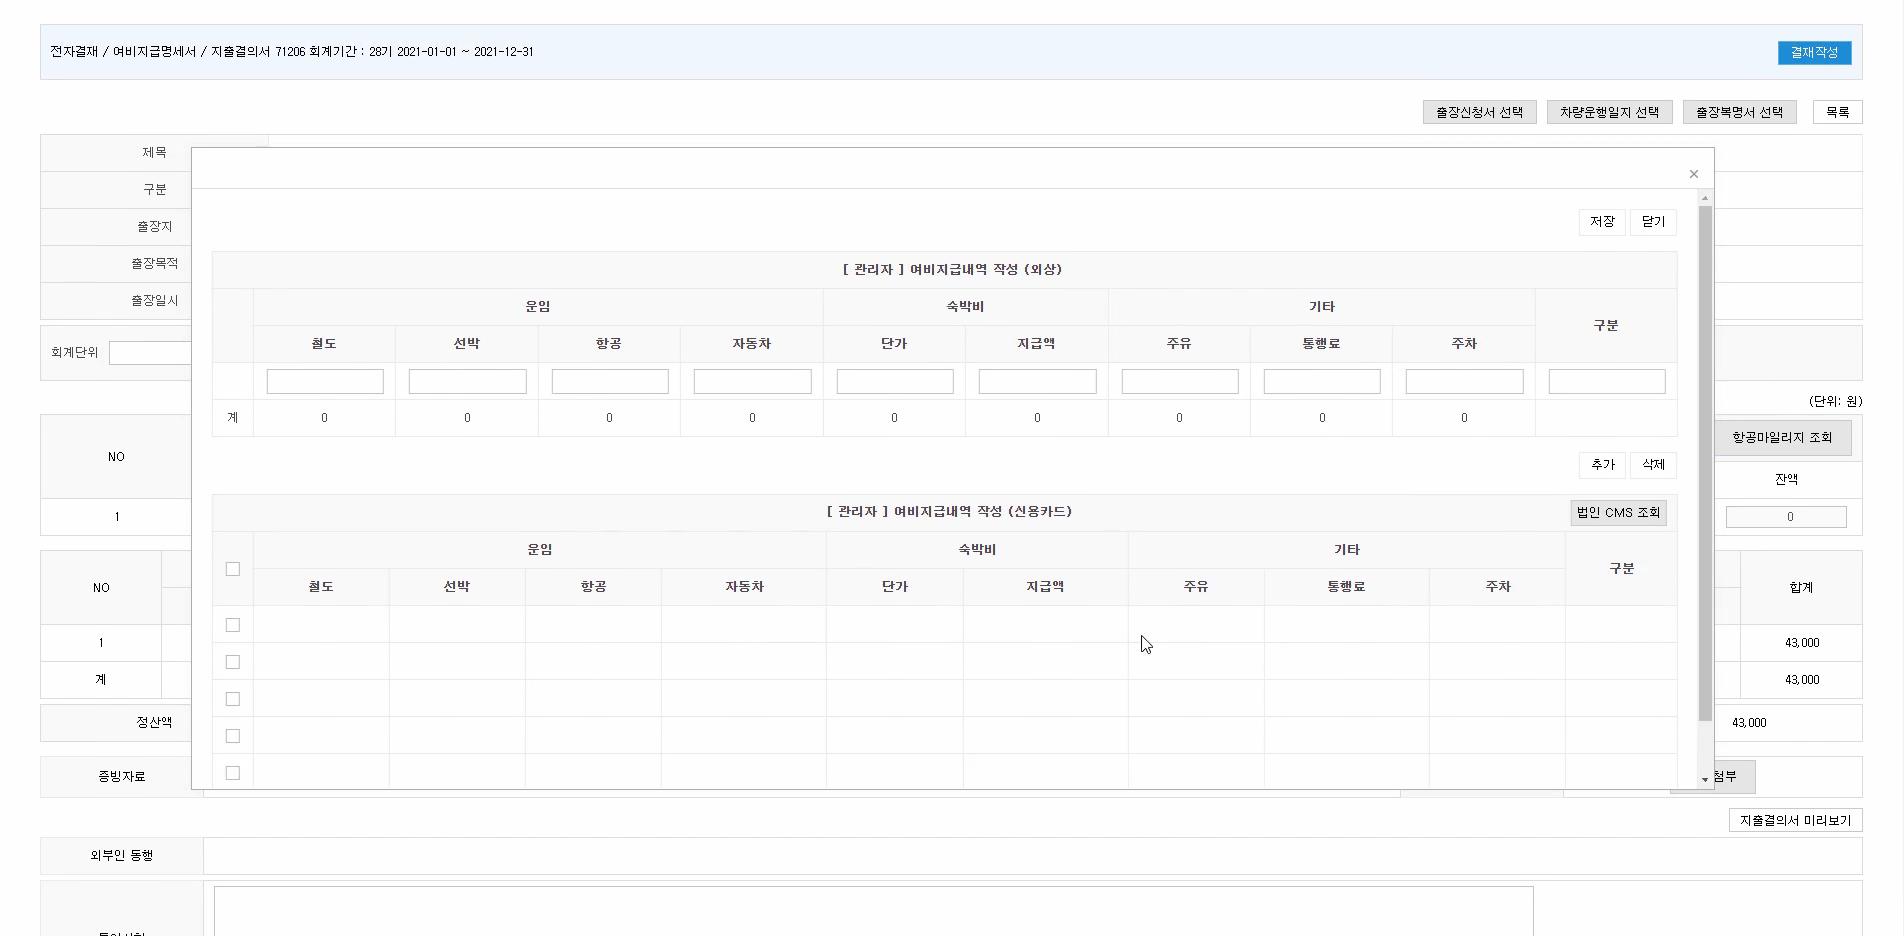 전자결재 / 여비지급명세서 / 지출결의서 71206 회계기간 : 28기 2021-01-01 ~ 2021-12-31
결재작성
출장신청서 선택 차량운행일지 선택 출장복명서 선택 목록
제목
구분
출장지
출장목적
출장일시
회계단위
(단위: 원)
NO
항공마일리지 조회
잔액
1
0
NO
합계
1
43,000
계
43,000
정산액
43,000
증빙자료
첨부
지출결의서 미리보기
외부인 동행
×
저장 닫기
[ 관리자 ] 여비지급내역 작성 (외상)
운임 숙박비 기타 구분
철도 선박 항공 자동차 단가 지급액 주유 통행료 주차
계 0 0 0 0 0 0 0 0 0
추가 삭제
[ 관리자 ] 여비지급내역 작성 (신용카드)
법인 CMS 조회
운임 숙박비 기타 구분
철도 선박 항공 자동차 단가 지급액 주유 통행료 주차